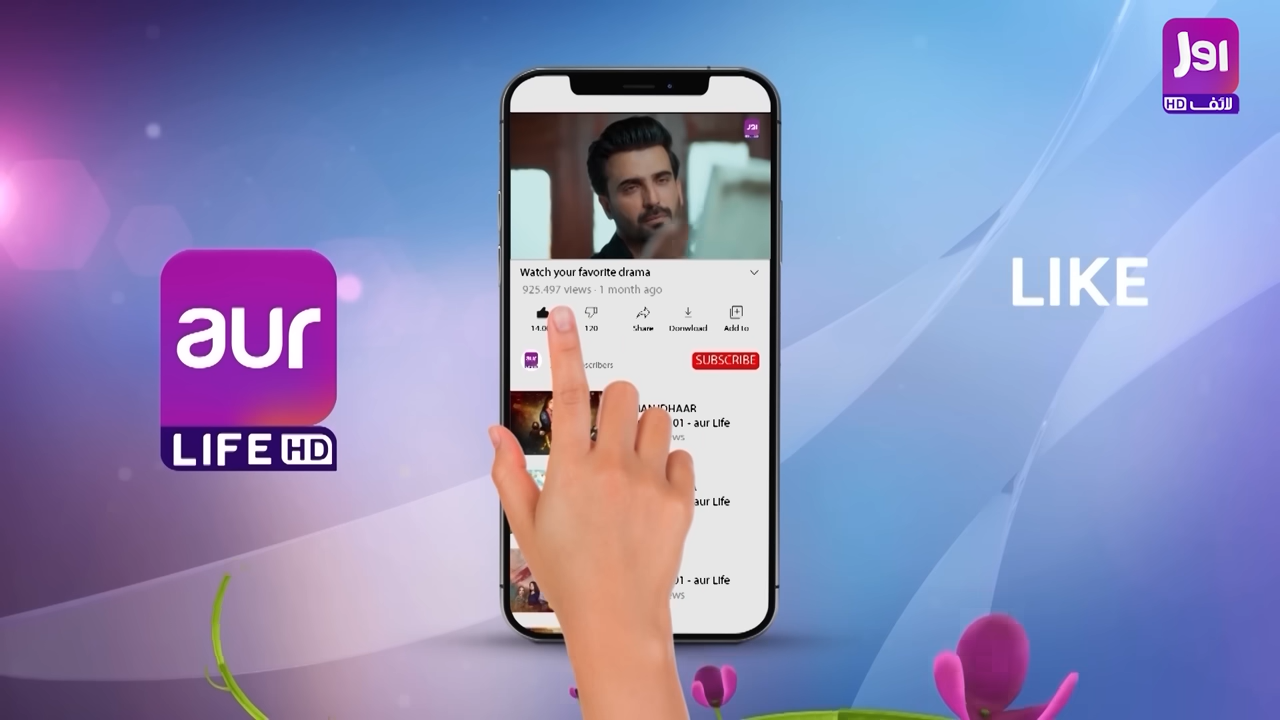 اور
لائف HD
aur
LIFE HD
LIKE
Watch your favorite drama
925.497 views · 1 month ago
120
Share
Donwload
Add to
SUBSCRIBE
01 - aur Life
aur Life
01 - aur Life